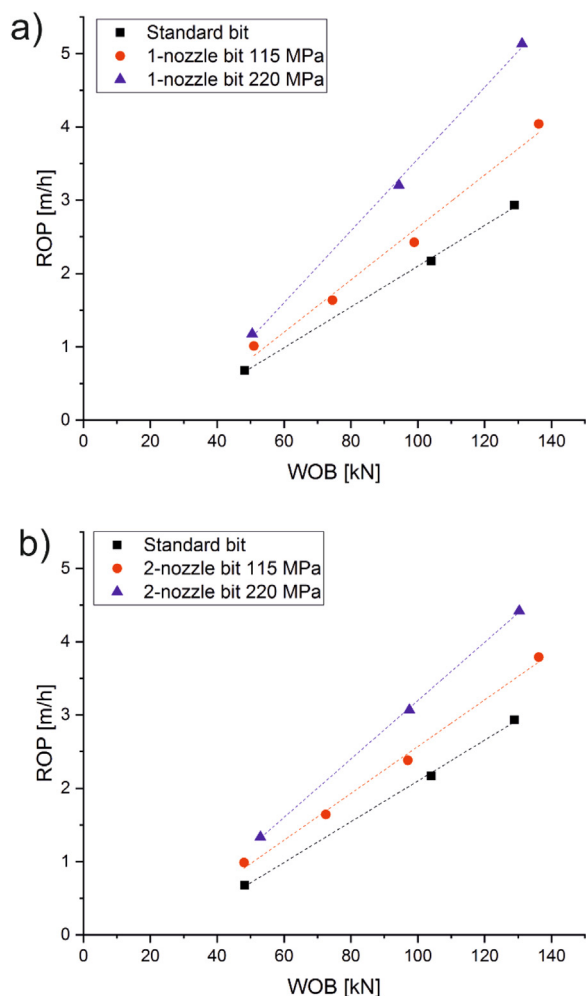 a)
Standard bit
1-nozzle bit 115 MPa
1-nozzle bit 220 MPa
5
4
3
2
1
0
ROP [m/h]
0 20 40 60 80 100 120 140
WOB [kN]
b)
Standard bit
2-nozzle bit 115 MPa
2-nozzle bit 220 MPa
5
4
3
2
1
0
ROP [m/h]
0 20 40 60 80 100 120 140
WOB [kN]